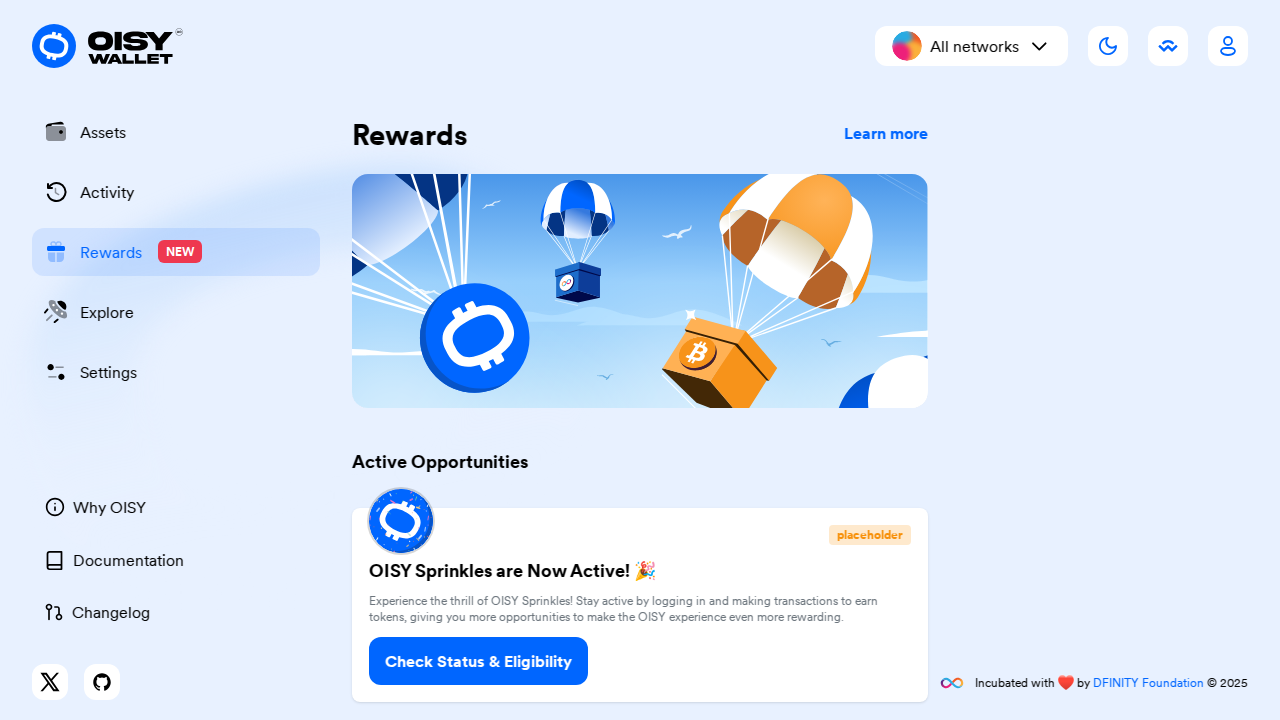 OISY
WALLET
All networks
Assets
Activity
Rewards NEW
Explore
Settings
Why OISY
Documentation
Changelog
Rewards
Learn more
Active Opportunities
placeholder
OISY Sprinkles are Now Active! 🎉
Experience the thrill of OISY Sprinkles! Stay active by logging in and making transactions to earn
tokens, giving you more opportunities to make the OISY experience even more rewarding.
Check Status & Eligibility
Incubated with ❤️ by DFINITY Foundation © 2025